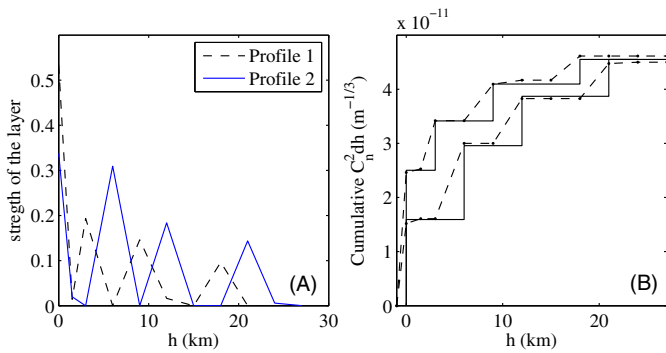 Profile 1
Profile 2
0.5
0.4
0.3
0.2
0.1
0
0 10 20 30
h (km)
stregth of the layer
(A)
x 10^-11
5
4
3
2
1
0
0 10 20
h (km)
Cumulative C_n^2dh (m^-1/3)
(B)